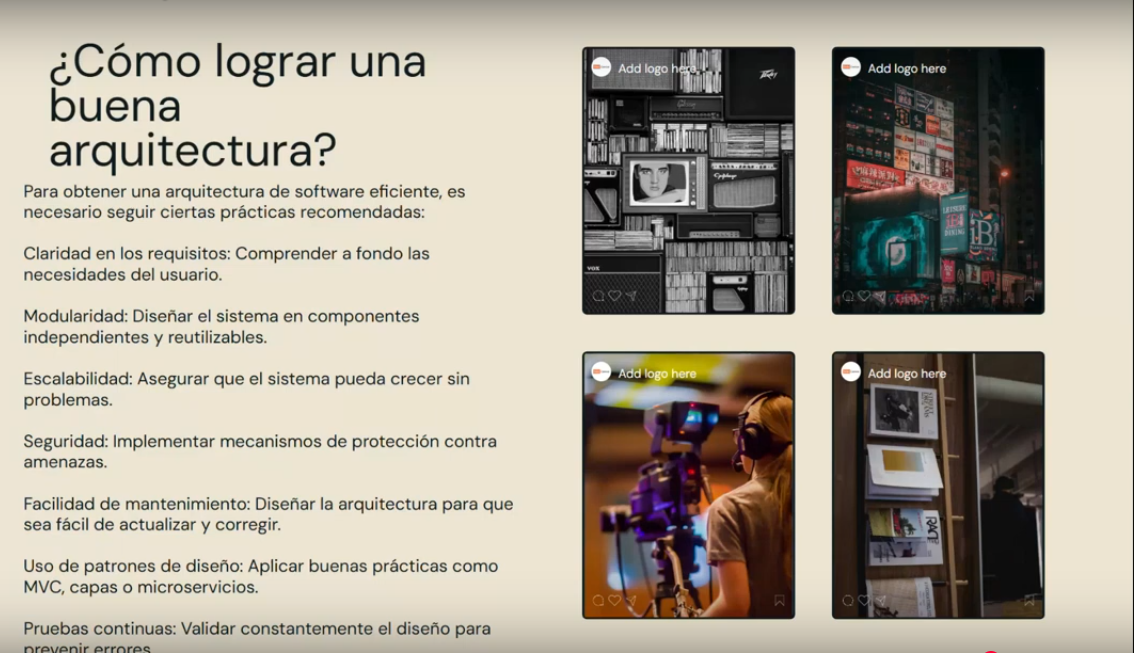 ¿Cómo lograr una
buena
arquitectura?
Para obtener una arquitectura de software eficiente, es
necesario seguir ciertas prácticas recomendadas:
Claridad en los requisitos: Comprender a fondo las
necesidades del usuario.
Modularidad: Diseñar el sistema en componentes
independientes y reutilizables.
Escalabilidad: Asegurar que el sistema pueda crecer sin
problemas.
Seguridad: Implementar mecanismos de protección contra
amenazas.
Facilidad de mantenimiento: Diseñar la arquitectura para que
sea fácil de actualizar y corregir.
Uso de patrones de diseño: Aplicar buenas prácticas como
MVC, capas o microservicios.
Pruebas continuas: Validar constantemente el diseño para
prevenir errores
Add logo here
PEAVEY
Epiphone
VOX
Add logo here
iB
Add logo here
Add logo here